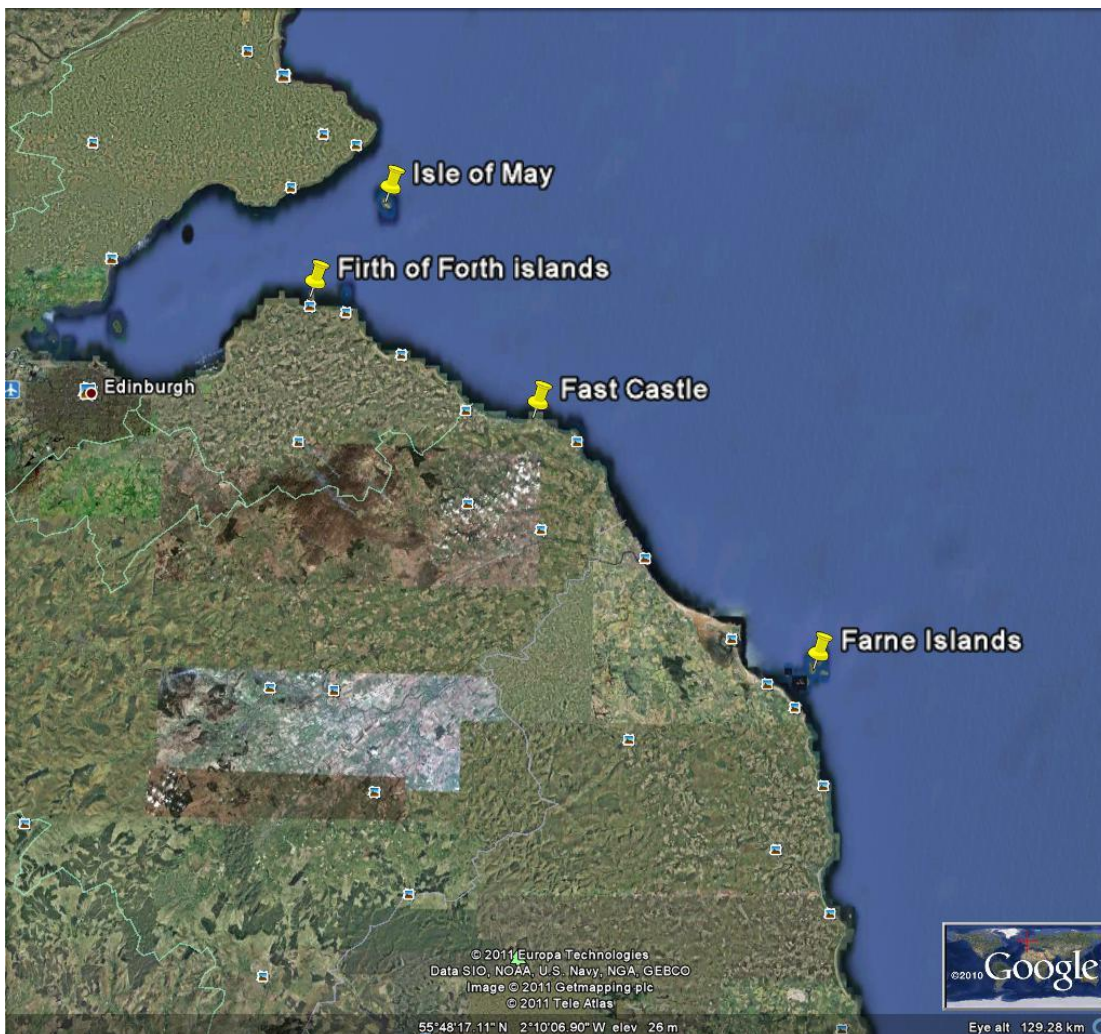 Isle of May
Firth of Forth islands
Edinburgh
Fast Castle
Farne Islands
© 2011 Europa Technologies
Data SIO, NOAA, U.S. Navy, NGA, GEBCO
Image © 2011 Getmapping plc
© 2011 Tele Atlas
©2010 Google
55°48'17.11" N 2°10'06.90" W elev 26 m
Eye alt 129.28 km